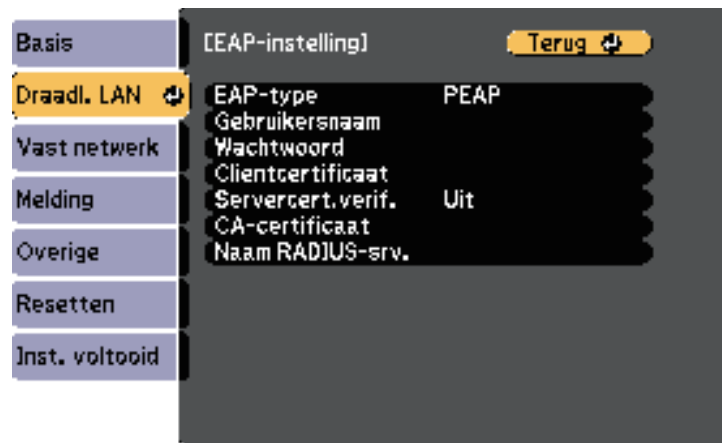 Basis
Draadl. LAN
Vast netwerk
Melding
Overige
Resetten
Inst. voltooid
[EAP-instelling]
Terug
EAP-type PEAP
Gebruikersnaam
Wachtwoord
Clientcertificaat
Servercert.verif. Uit
CA-certificaat
Naam RADIUS-srv.